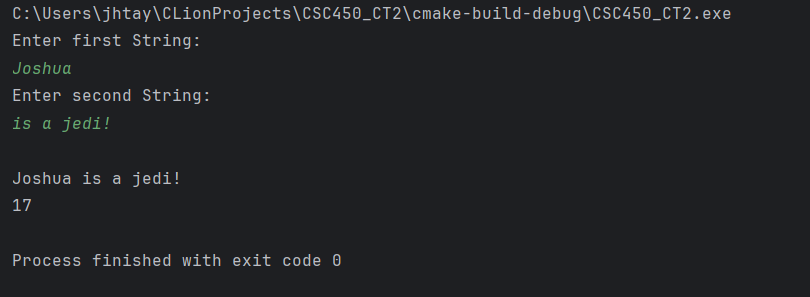 C:\Users\jhtay\CLionProjects\CSC450_CT2\cmake-build-debug\CSC450_CT2.exe
Enter first String:
Joshua
Enter second String:
is a jedi!
Joshua is a jedi!
17
Process finished with exit code 0